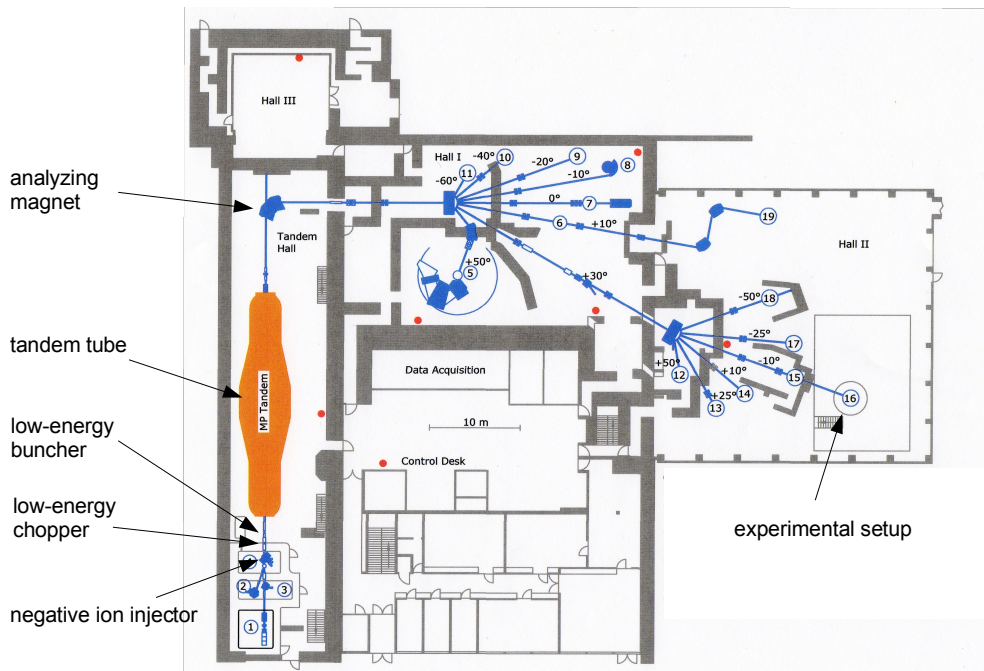 analyzing
magnet
tandem tube
low-energy
buncher
low-energy
chopper
negative ion injector
experimental setup
Hall III
Tandem
Hall
MP Tandem
Hall I
-60°
11
-40°
10
-20°
9
-10°
8
0°
7
6
+10°
19
+50°
5
+30°
Hall II
-50°
18
-25°
17
-10°
15
16
+50°
12
+10°
14
+25°
13
Data Acquisition
10 m
Control Desk
2
3
1